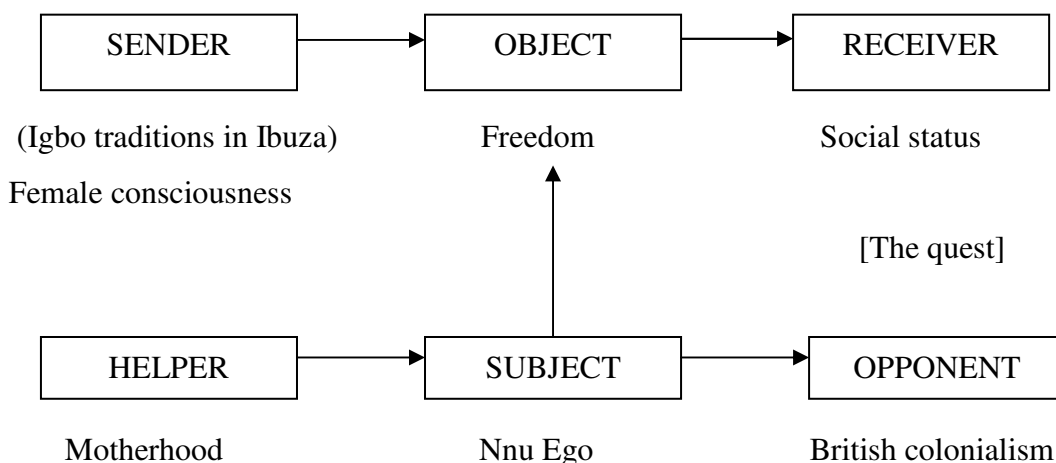 SENDER OBJECT RECEIVER
(Igbo traditions in Ibuza) Freedom Social status
Female consciousness
[The quest]
HELPER SUBJECT OPPONENT
Motherhood Nnu Ego British colonialism